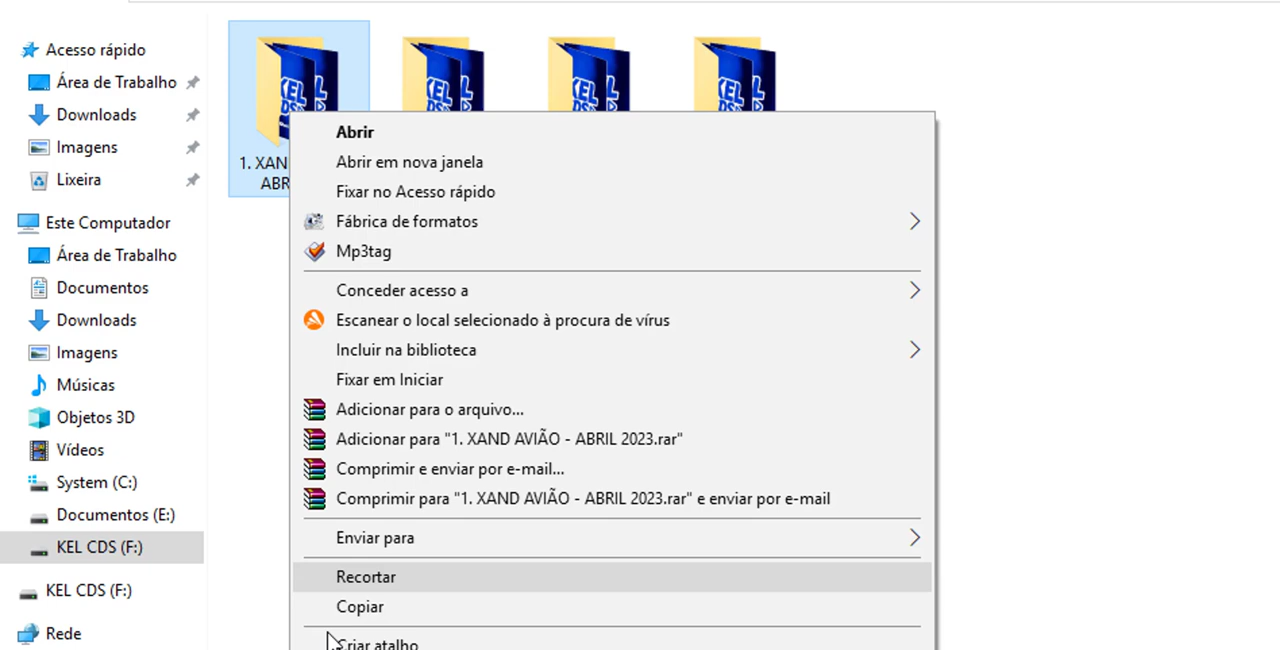 Acesso rápido
Área de Trabalho
Downloads
Imagens
Lixeira
Este Computador
Área de Trabalho
Documentos
Downloads
Imagens
Músicas
Objetos 3D
Vídeos
System (C:)
Documentos (E:)
KEL CDS (F:)
KEL CDS (F:)
Rede
KEL
KEL
KEL
KEL
1. XAN
ABR
Abrir
Abrir em nova janela
Fixar no Acesso rápido
Fábrica de formatos
Mp3tag
Conceder acesso a
Escanear o local selecionado à procura de vírus
Incluir na biblioteca
Fixar em Iniciar
Adicionar para o arquivo...
Adicionar para "1. XAND AVIÃO - ABRIL 2023.rar"
Comprimir e enviar por e-mail...
Comprimir para "1. XAND AVIÃO - ABRIL 2023.rar" e enviar por e-mail
Enviar para
Recortar
Copiar
Criar atalho